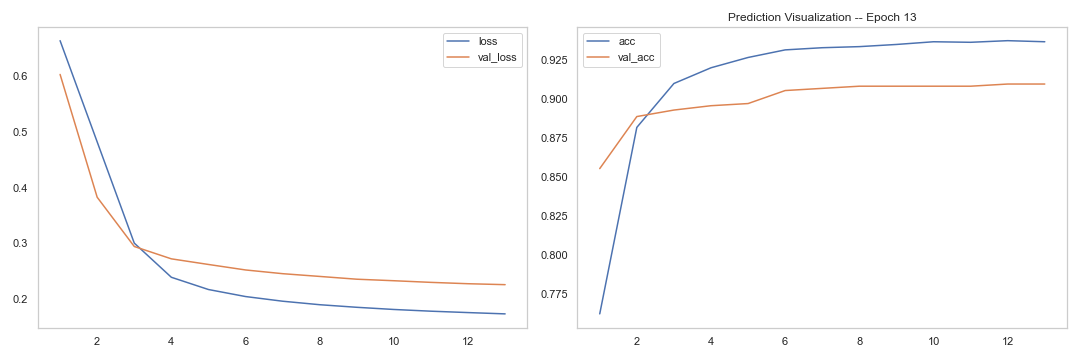 Prediction Visualization -- Epoch 13
loss
val_loss
0.6
0.5
0.4
0.3
0.2
2 4 6 8 10 12
acc
val_acc
0.925
0.900
0.875
0.850
0.825
0.800
0.775
2 4 6 8 10 12